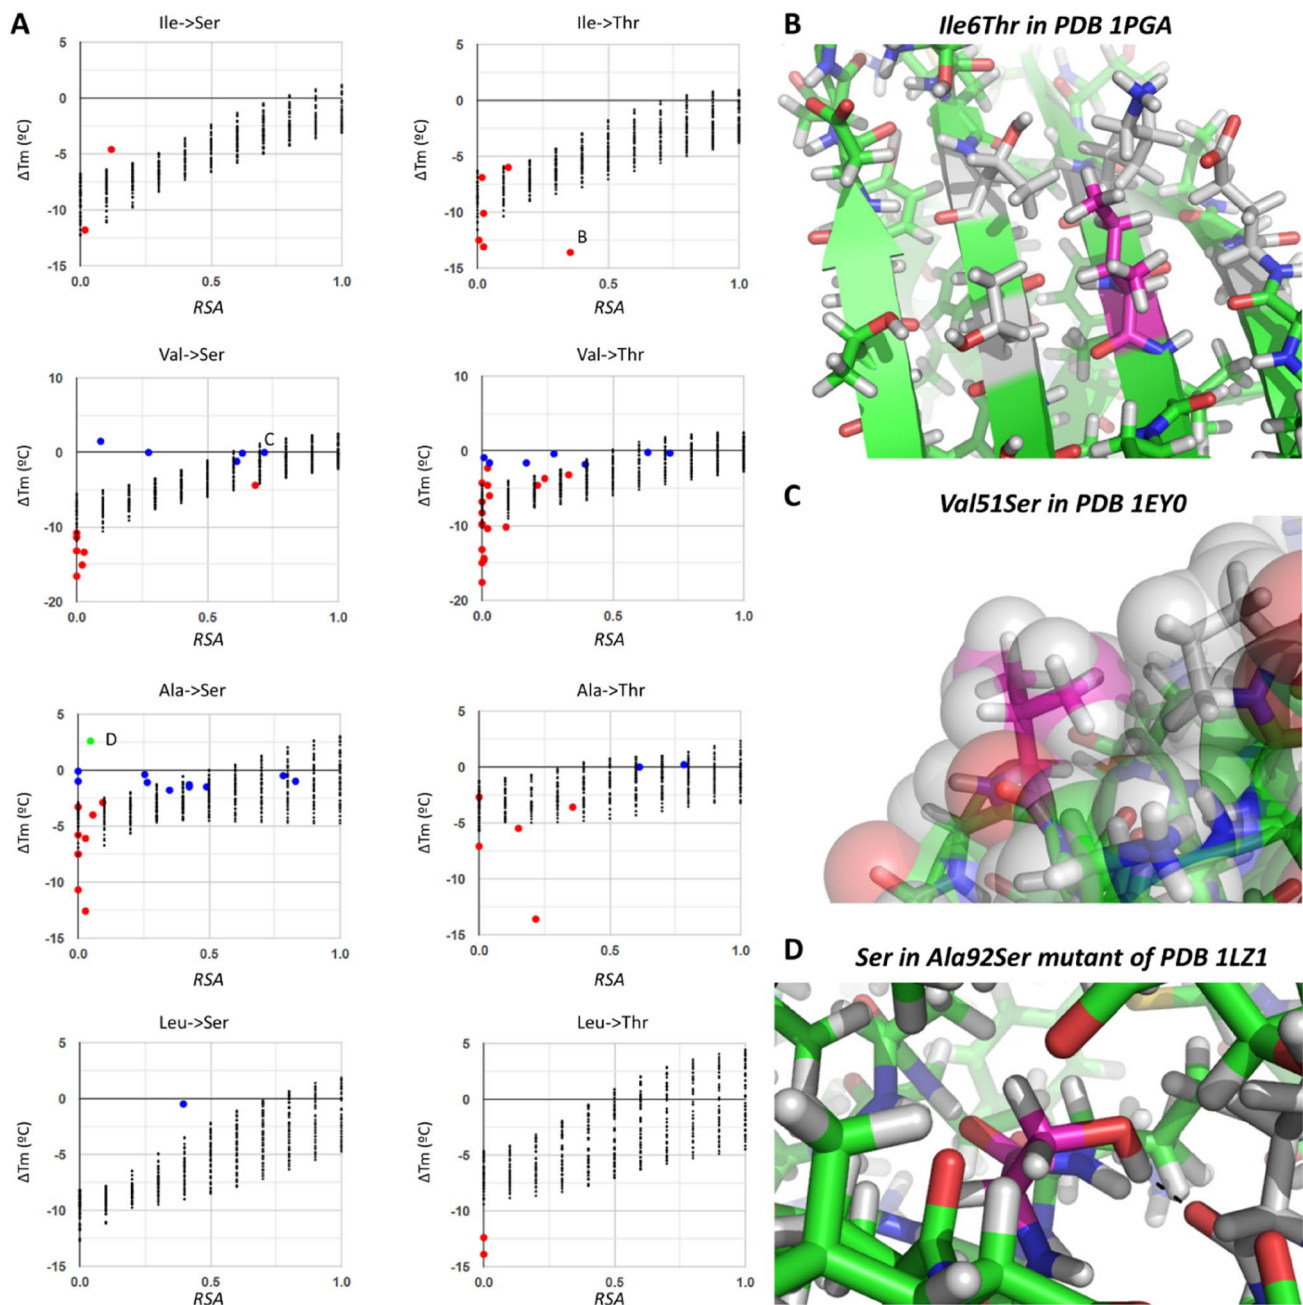 A
Ile->Ser
ΔTm (ºC)
5
0
-5
-10
-15
0.0
0.5
1.0
RSA
Ile->Thr
ΔTm (ºC)
5
0
-5
-10
-15
B
0.0
0.5
1.0
RSA
Val->Ser
ΔTm (ºC)
10
5
0
-5
-10
-15
-20
C
0.0
0.5
1.0
RSA
Val->Thr
ΔTm (ºC)
10
5
0
-5
-10
-15
-20
0.0
0.5
1.0
RSA
Ala->Ser
ΔTm (ºC)
5
0
-5
-10
-15
D
0.0
0.5
1.0
RSA
Ala->Thr
ΔTm (ºC)
5
0
-5
-10
-15
0.0
0.5
1.0
RSA
Leu->Ser
ΔTm (ºC)
5
0
-5
-10
-15
0.0
0.5
1.0
RSA
Leu->Thr
ΔTm (ºC)
5
0
-5
-10
-15
0.0
0.5
1.0
RSA
B
Ile6Thr in PDB 1PGA
C
Val51Ser in PDB 1EY0
D
Ser in Ala92Ser mutant of PDB 1LZ1